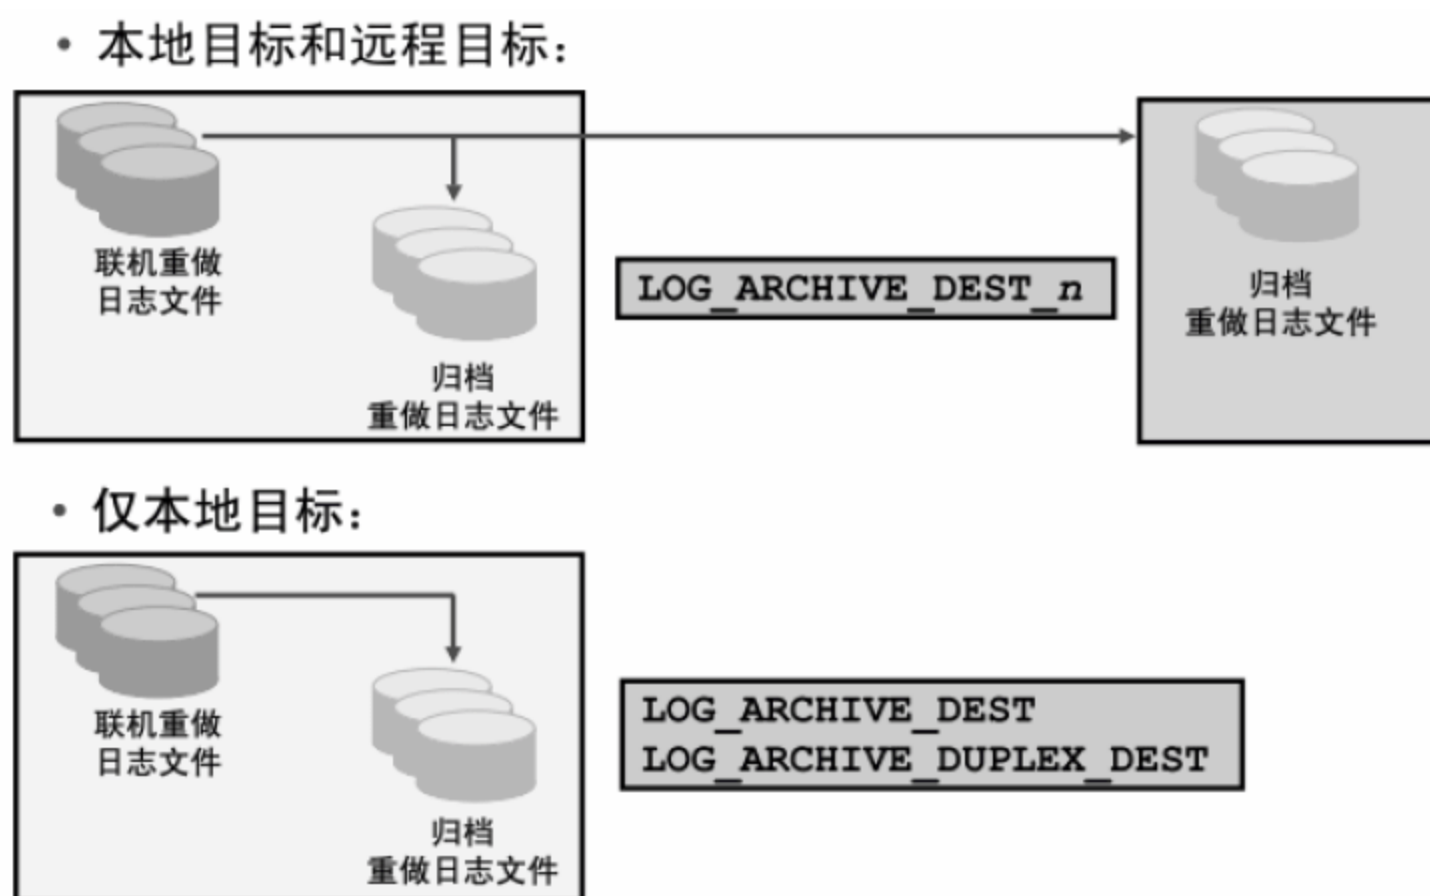 • 本地目标和远程目标：
联机重做
日志文件
归档
重做日志文件
LOG_ARCHIVE_DEST_n
归档
重做日志文件
• 仅本地目标：
联机重做
日志文件
归档
重做日志文件
LOG_ARCHIVE_DEST
LOG_ARCHIVE_DUPLEX_DEST